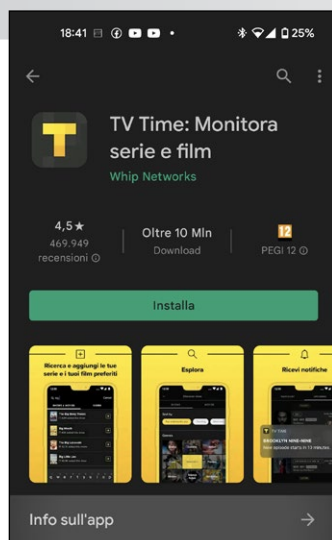 18:41
25%
TV Time: Monitora
serie e film
Whip Networks
4,5★
469.949
recensioni
Oltre 10 Mln
Download
12
PEGI 12
Installa
Ricerca e aggiungi le tue
serie e i tuoi film preferiti
Esplora
Ricevi notifiche
TV TIME
BROOKLYN NINE-NINE
Info sull'app